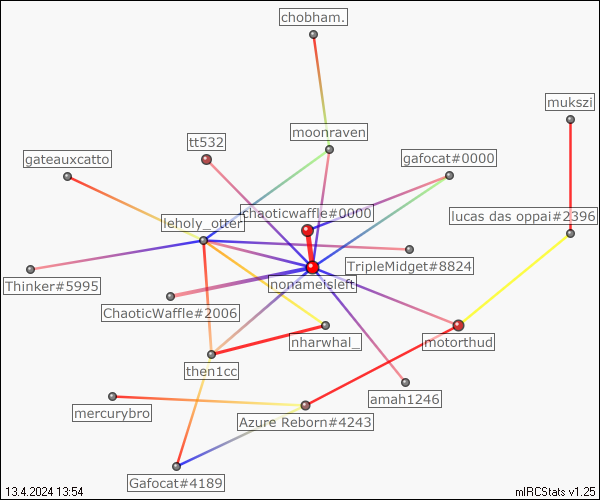 chobham.
mukszi
moonraven
tt532
gateauxcatto
gafocat#0000
chaoticwaffle#0000
leholy_otter
lucas das oppai#2396
TripleMidget#8824
Thinker#5995
nonameisleft
ChaoticWaffle#2006
nharwhal_
motorthud
then1cc
amah1246
mercurybro
Azure Reborn#4243
Gafocat#4189
13.4.2024 13:54
mIRCStats v1.25